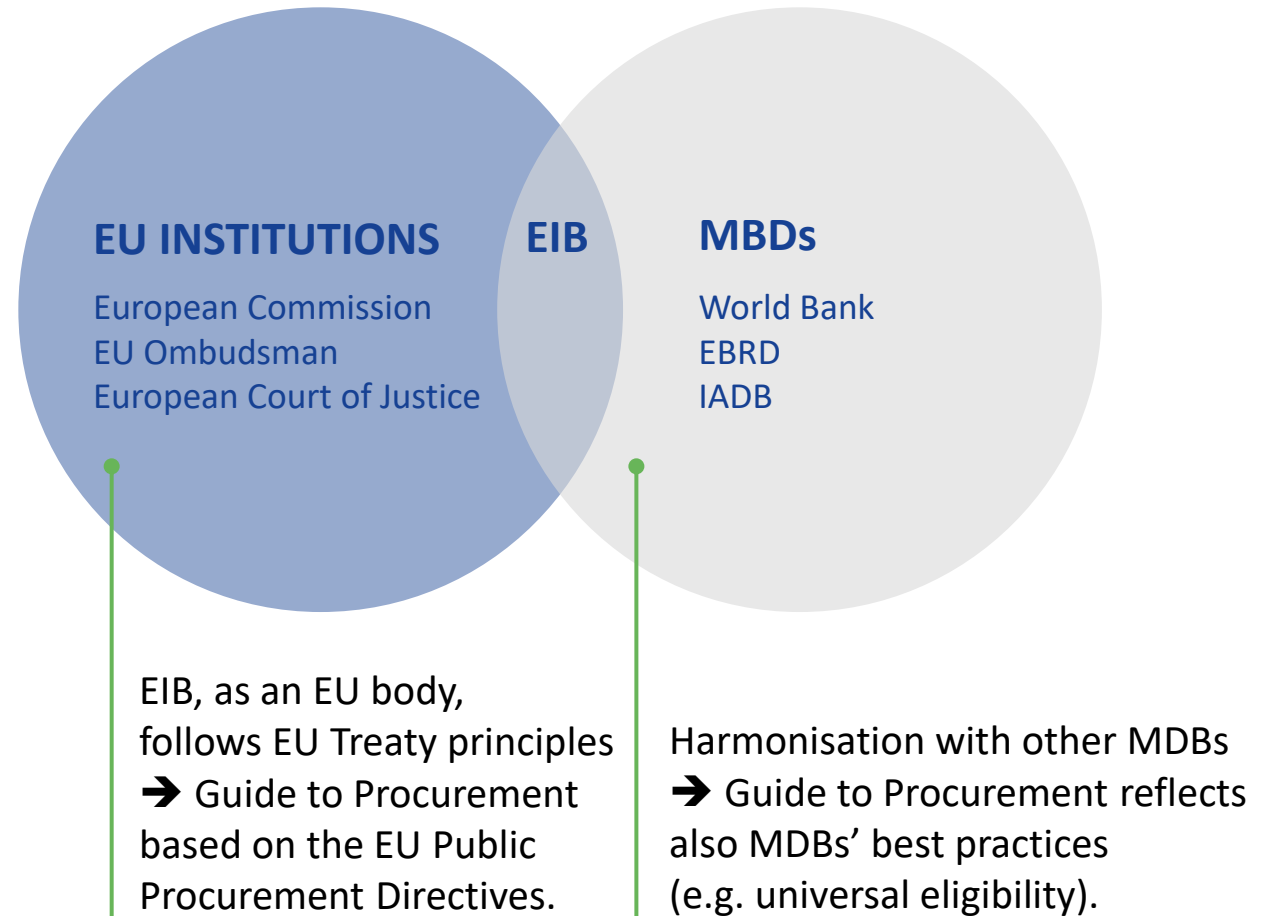 EU INSTITUTIONS
European Commission
EU Ombudsman
European Court of Justice
EIB
MBDs
World Bank
EBRD
IADB
EIB, as an EU body,
follows EU Treaty principles
➔ Guide to Procurement
based on the EU Public
Procurement Directives.
Harmonisation with other MDBs
➔ Guide to Procurement reflects
also MDBs’ best practices
(e.g. universal eligibility).